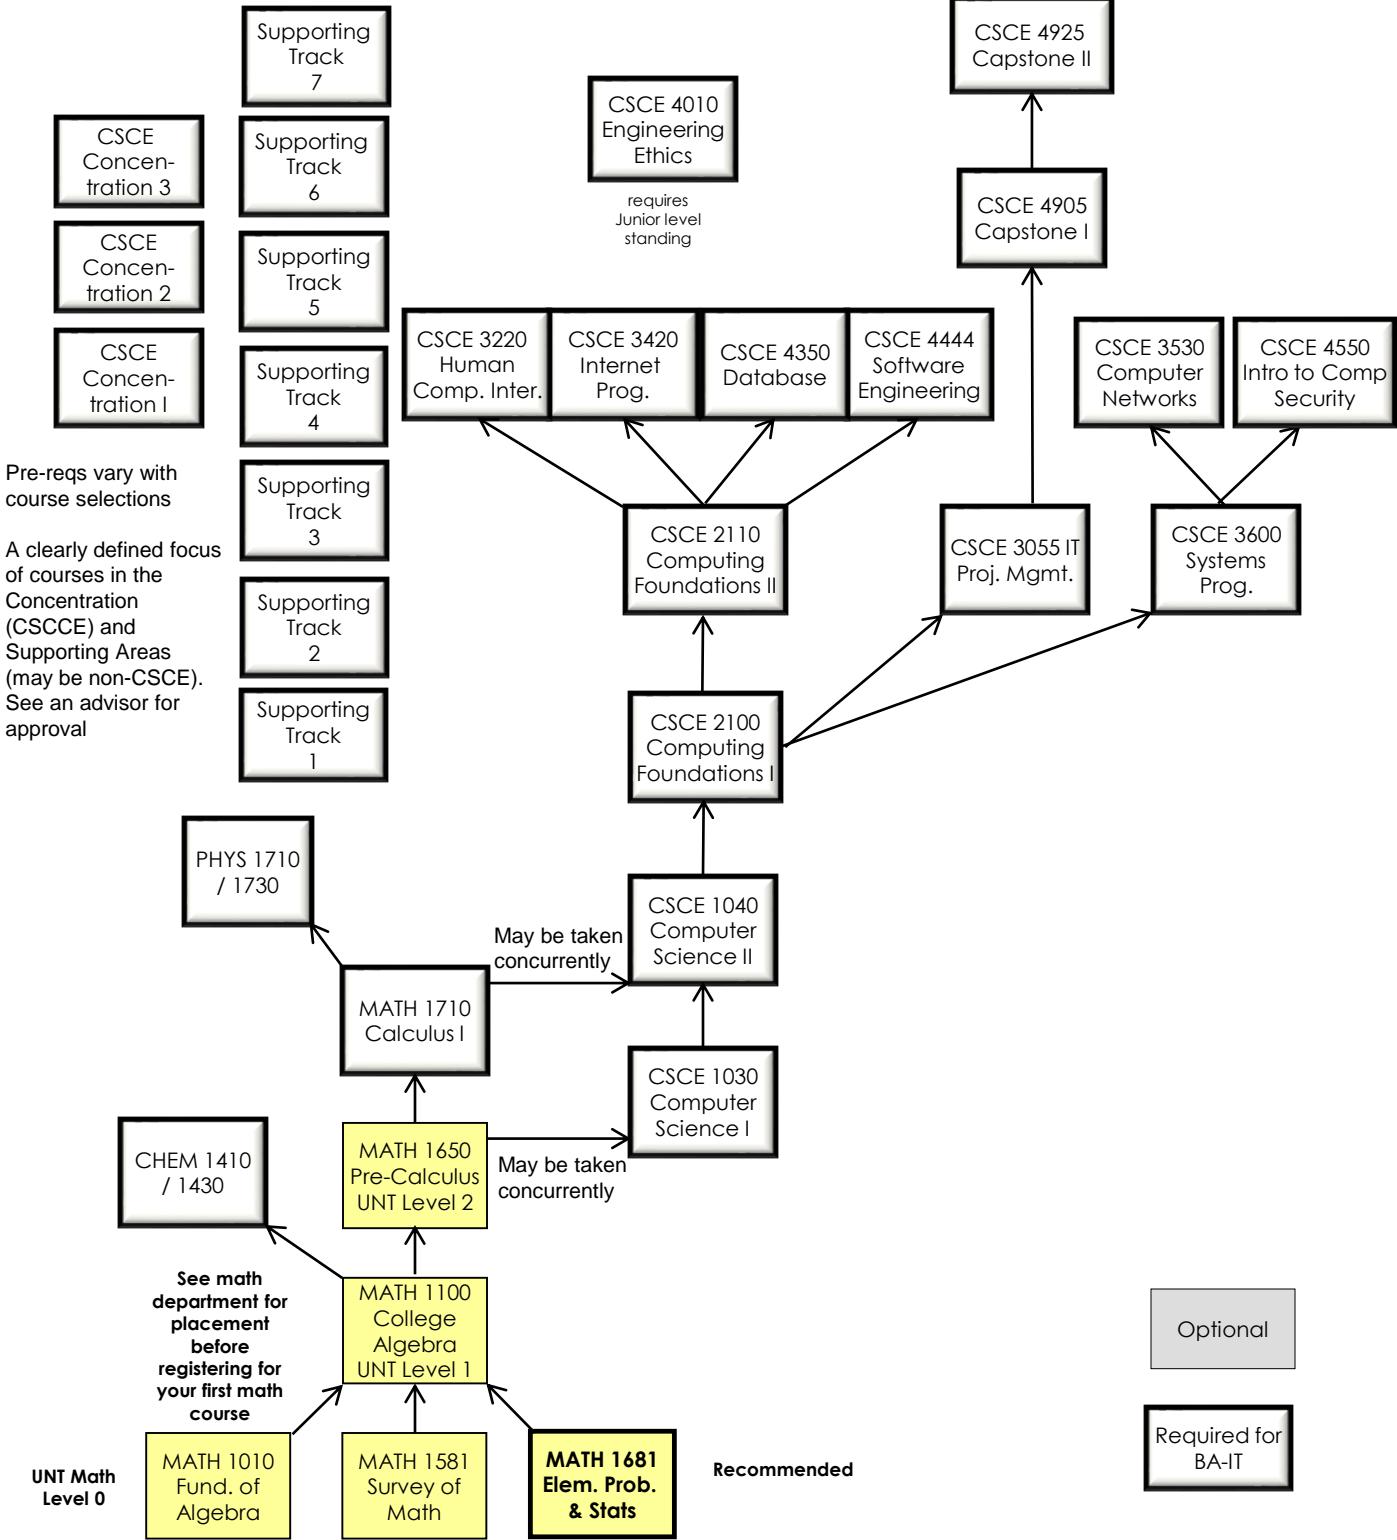 Supporting
Track
7
CSCE 4925
Capstone II
CSCE 4010
Engineering
Ethics
requires
Junior level
standing
CSCE
Concen-
tration 3
Supporting
Track
6
CSCE 4905
Capstone I
CSCE
Concen-
tration 2
Supporting
Track
5
CSCE
Concen-
tration I
Supporting
Track
4
CSCE 3220
Human
Comp. Inter.
CSCE 3420
Internet
Prog.
CSCE 4350
Database
CSCE 4444
Software
Engineering
CSCE 3530
Computer
Networks
CSCE 4550
Intro to Comp
Security
Pre-reqs vary with
course selections
A clearly defined focus
of courses in the
Concentration
(CSCCE) and
Supporting Areas
(may be non-CSCE).
See an advisor for
approval
Supporting
Track
3
Supporting
Track
2
Supporting
Track
1
CSCE 2110
Computing
Foundations II
CSCE 3055 IT
Proj. Mgmt.
CSCE 3600
Systems
Prog.
CSCE 2100
Computing
Foundations I
PHYS 1710
/ 1730
May be taken
concurrently
CSCE 1040
Computer
Science II
MATH 1710
Calculus I
CSCE 1030
Computer
Science I
CHEM 1410
/ 1430
MATH 1650
Pre-Calculus
UNT Level 2
May be taken
concurrently
See math
department for
placement
before
registering for
your first math
course
MATH 1100
College
Algebra
UNT Level 1
Optional
Required for
BA-IT
UNT Math
Level 0
MATH 1010
Fund. of
Algebra
MATH 1581
Survey of
Math
MATH 1681
Elem. Prob.
& Stats
Recommended